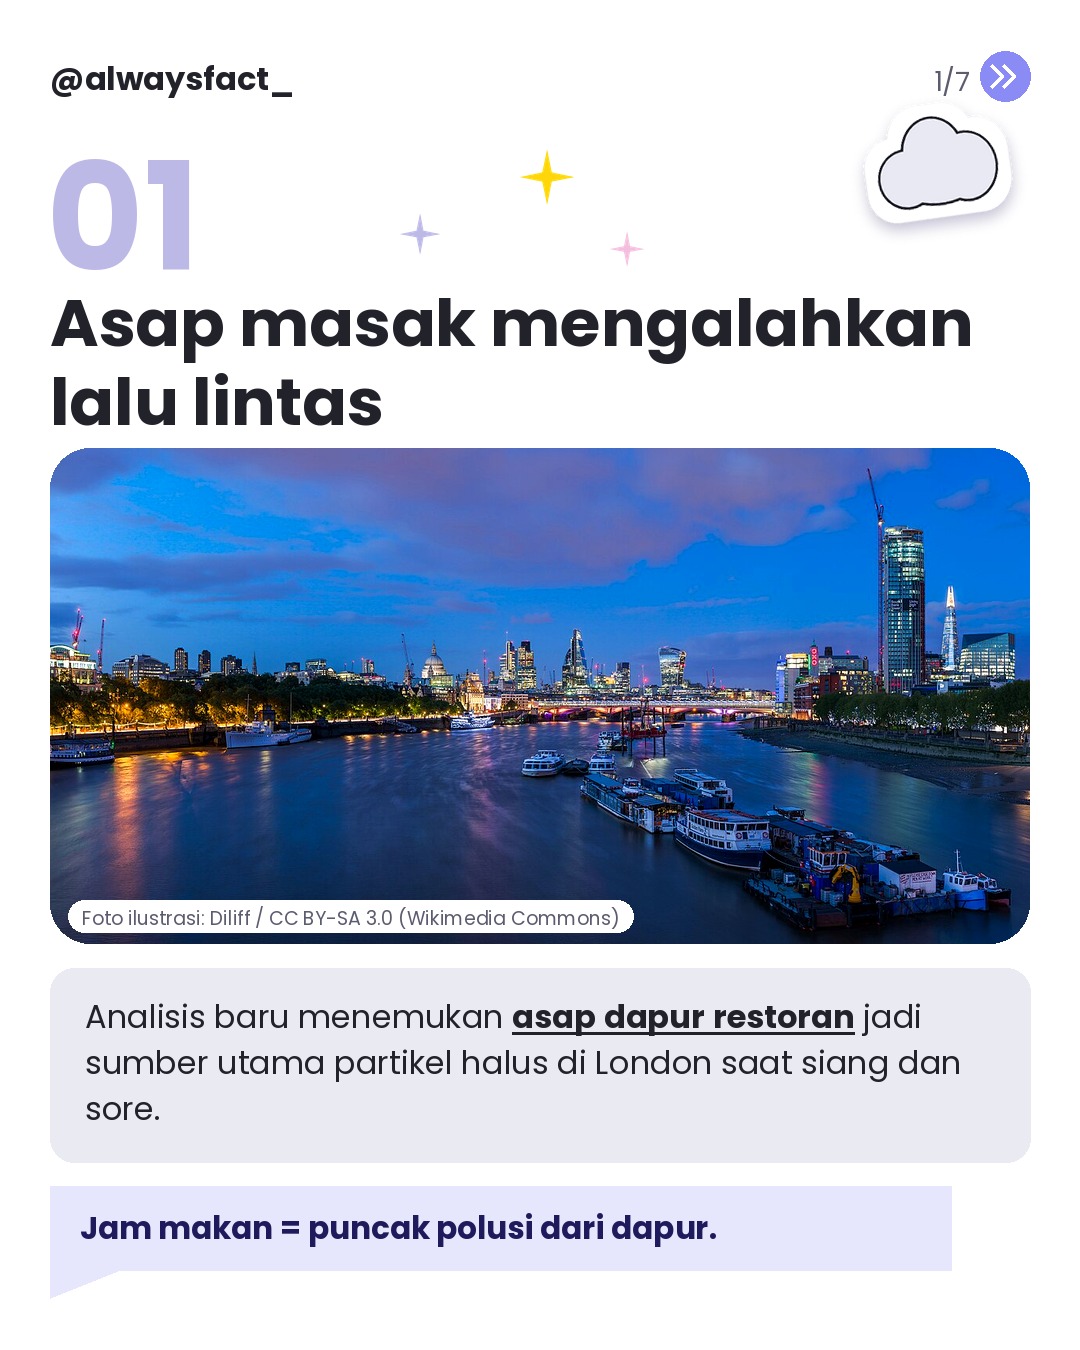 @alwaysfact_
1/7
01
Asap masak mengalahkan
lalu lintas
Foto ilustrasi: Diliff / CC BY-SA 3.0 (Wikimedia Commons)
Analisis baru menemukan asap dapur restoran jadi
sumber utama partikel halus di London saat siang dan
sore.
Jam makan = puncak polusi dari dapur.